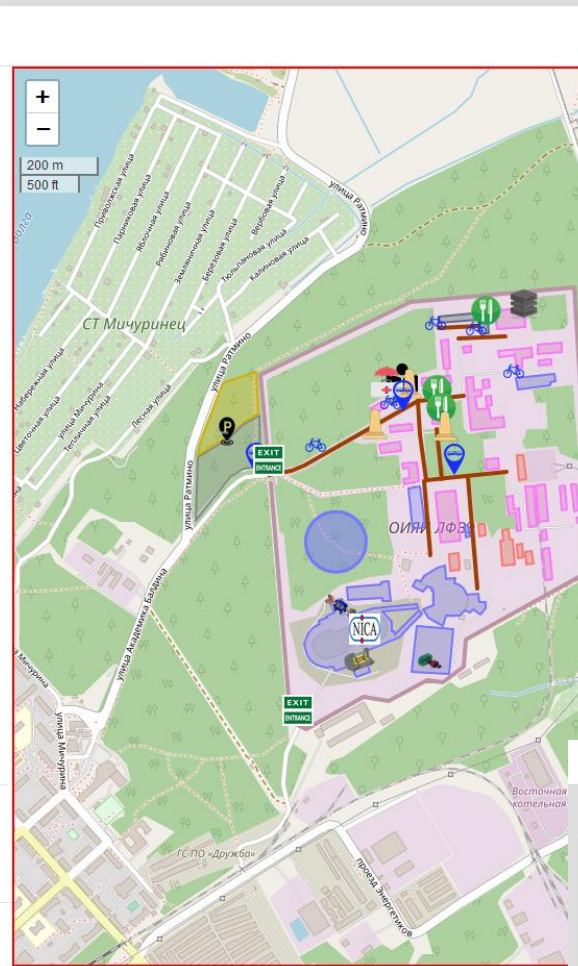 +
−
200 m
500 ft
Волга
улица Ратмино
Приволжская улица
Парниковая улица
Яблочная улица
Рябиновая улица
Земляничная улица
Берёзовая улица
Вербовая улица
Тюльпановая улица
Калиновая улица
СТ Мичуринец
улица Ратмино
Набережная улица
Цветочная улица
улица Мичурина
Тепличная улица
Лесная улица
P
EXIT
ENTRANCE
улица Ратмино
ОИЯИ ЛФВЭ
улица Академика Балдина
NICA
EXIT
ENTRANCE
улица Мичурина
Восточная
котельная
ГС ПО «Дружба»
проезд Энергетиков